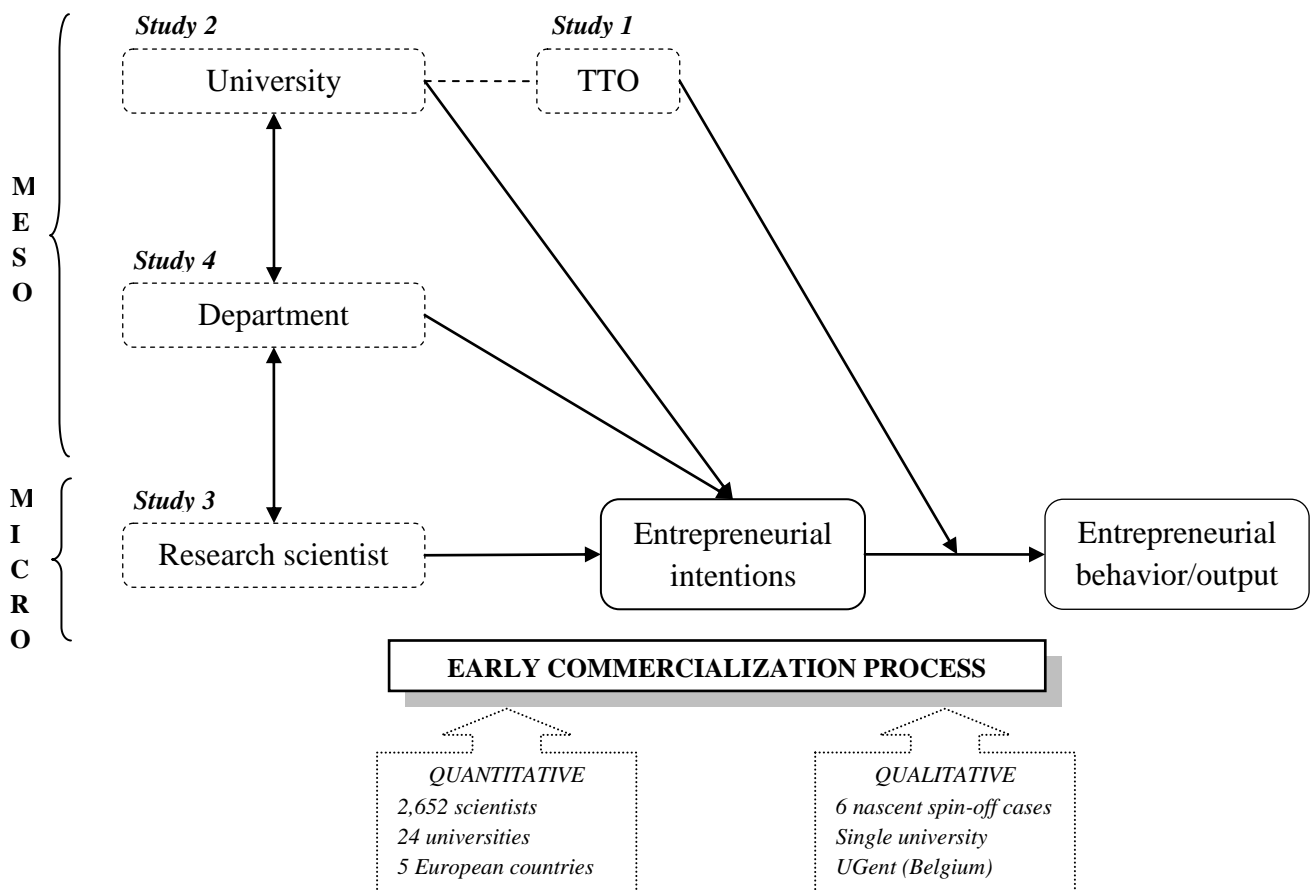 Study 2
Study 1
University
TTO
M
E
S
O
Study 4
Department
M
I
C
R
O
Study 3
Research scientist
Entrepreneurial
intentions
Entrepreneurial
behavior/output
EARLY COMMERCIALIZATION PROCESS
QUANTITATIVE
2,652 scientists
24 universities
5 European countries
QUALITATIVE
6 nascent spin-off cases
Single university
UGent (Belgium)